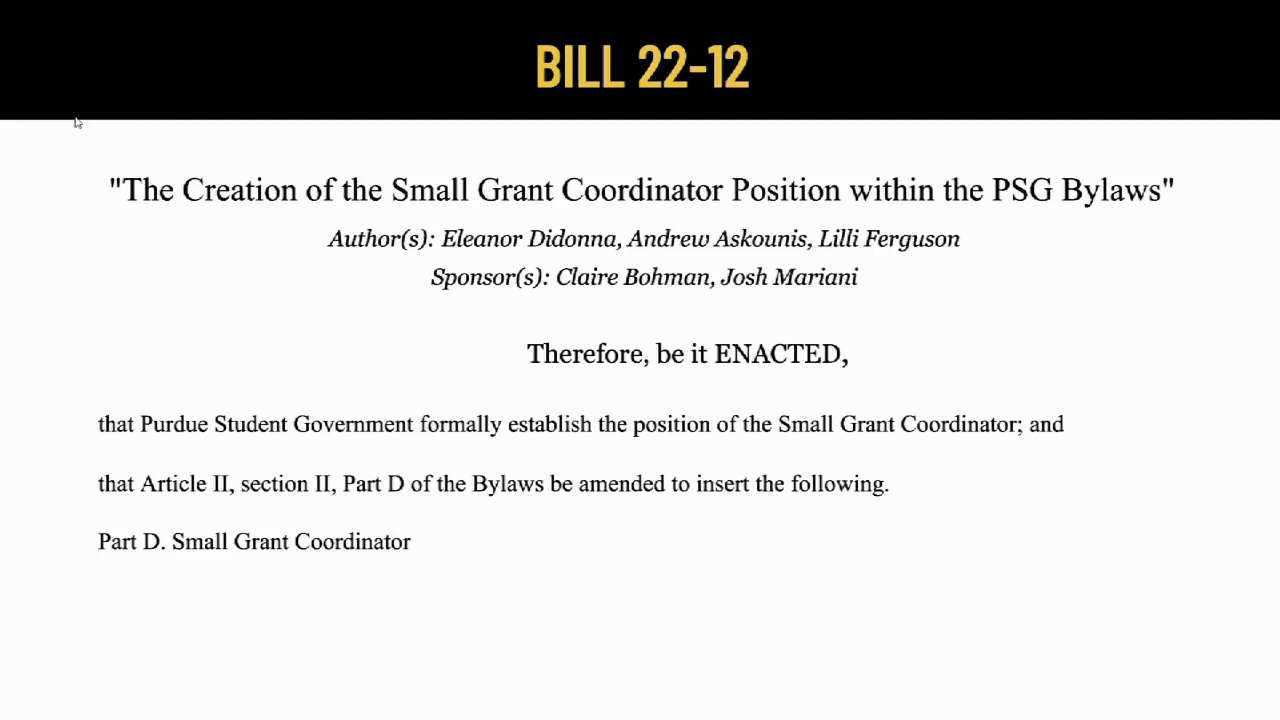 BILL 22-12
"The Creation of the Small Grant Coordinator Position within the PSG Bylaws"
Author(s): Eleanor Didonna, Andrew Askounis, Lilli Ferguson
Sponsor(s): Claire Bohman, Josh Mariani
Therefore, be it ENACTED,
that Purdue Student Government formally establish the position of the Small Grant Coordinator; and
that Article II, section II, Part D of the Bylaws be amended to insert the following.
Part D. Small Grant Coordinator